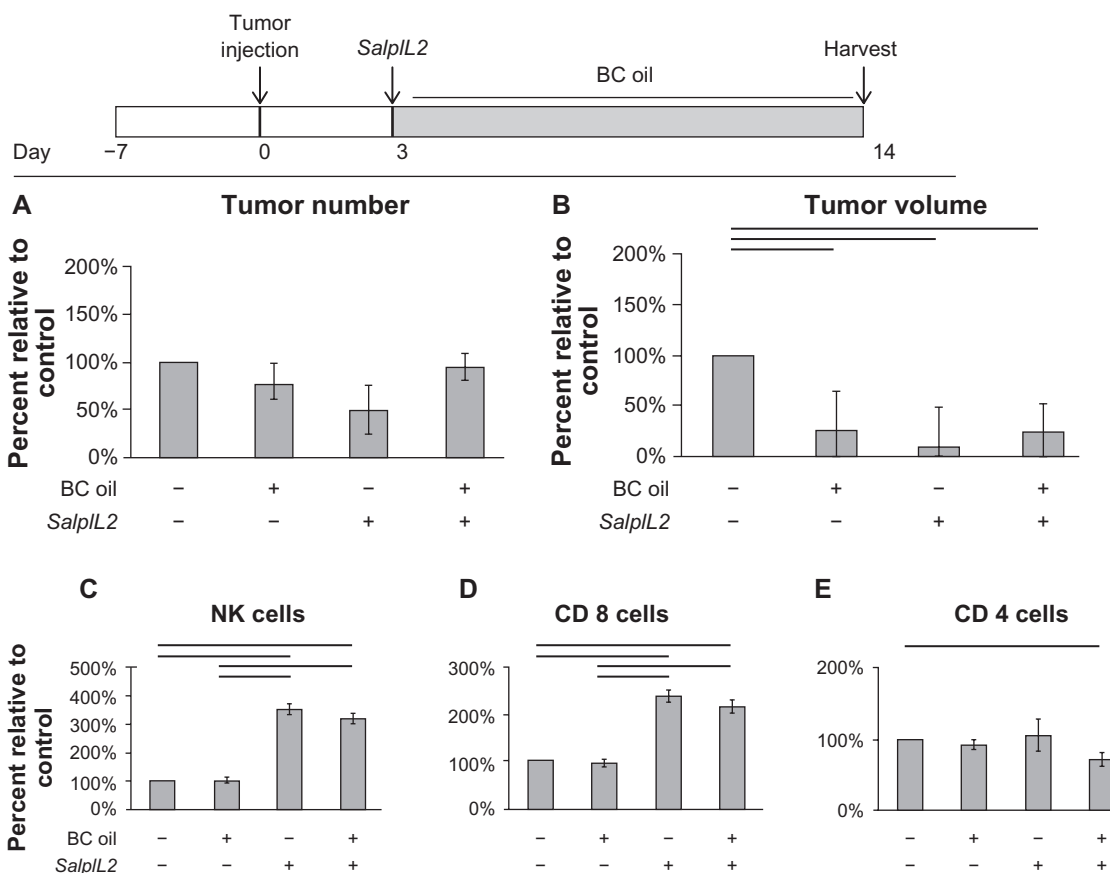 Tumor
injection
SalpIL2
Harvest
BC oil
Day −7 0 3 14
A Tumor number
Percent relative to
control
200%
150%
100%
50%
0%
BC oil − + − +
SalpIL2 − − + +
B Tumor volume
Percent relative to
control
200%
150%
100%
50%
0%
BC oil − + − +
SalpIL2 − − + +
C NK cells
Percent relative to
control
500%
400%
300%
200%
100%
0%
BC oil − + − +
SalpIL2 − − + +
D CD 8 cells
300%
200%
100%
0%
− + − +
− − + +
E CD 4 cells
200%
100%
0%
− + − +
− − + +